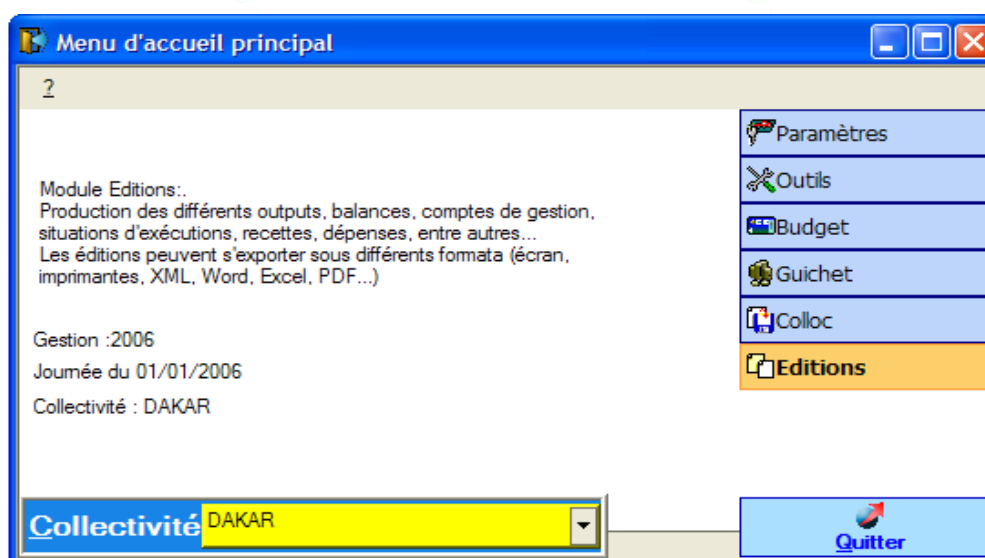 Menu d'accueil principal
?
Module Editions:.
Production des différents outputs, balances, comptes de gestion,
situations d'exécutions, recettes, dépenses, entre autres...
Les éditions peuvent s'exporter sous différents formata (écran,
imprimantes, XML, Word, Excel, PDF...)
Gestion :2006
Journée du 01/01/2006
Collectivité : DAKAR
Paramètres
Outils
Budget
Guichet
Colloc
Editions
Collectivité DAKAR
Quitter